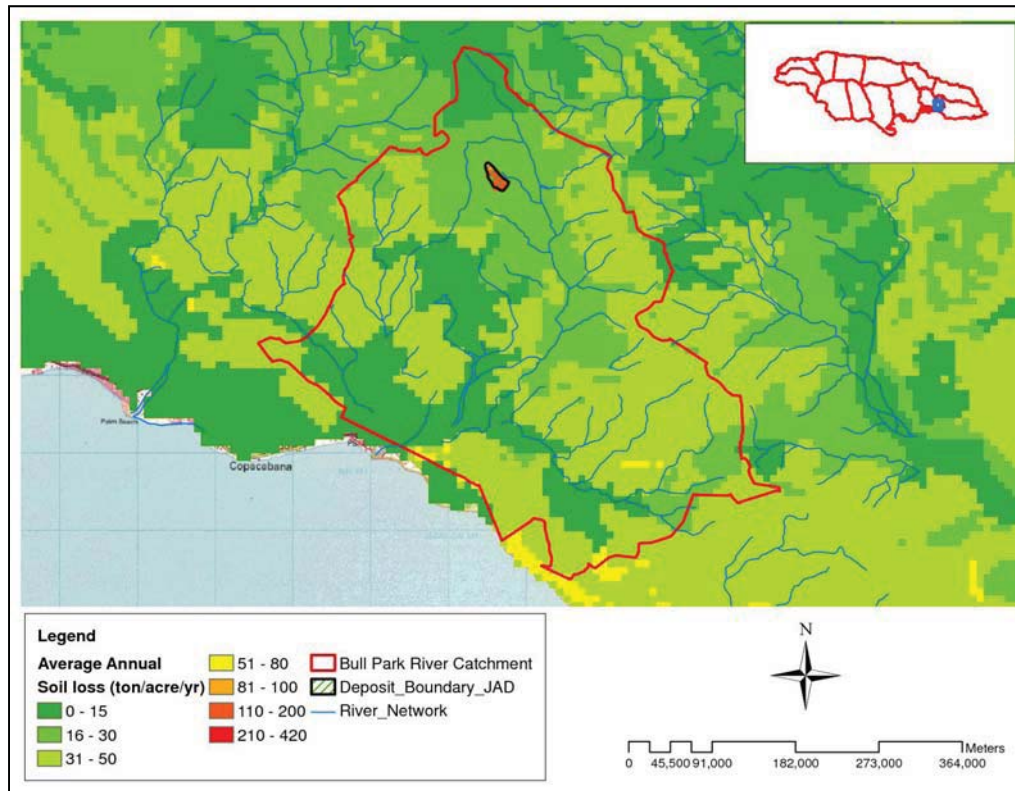 Palm Beach
Copacabana
Legend
Average Annual
Soil loss (ton/acre/yr)
0 - 15
16 - 30
31 - 50
51 - 80
81 - 100
110 - 200
210 - 420
Bull Park River Catchment
Deposit_Boundary_JAD
River_Network
N
Meters
0 45,500 91,000 182,000 273,000 364,000